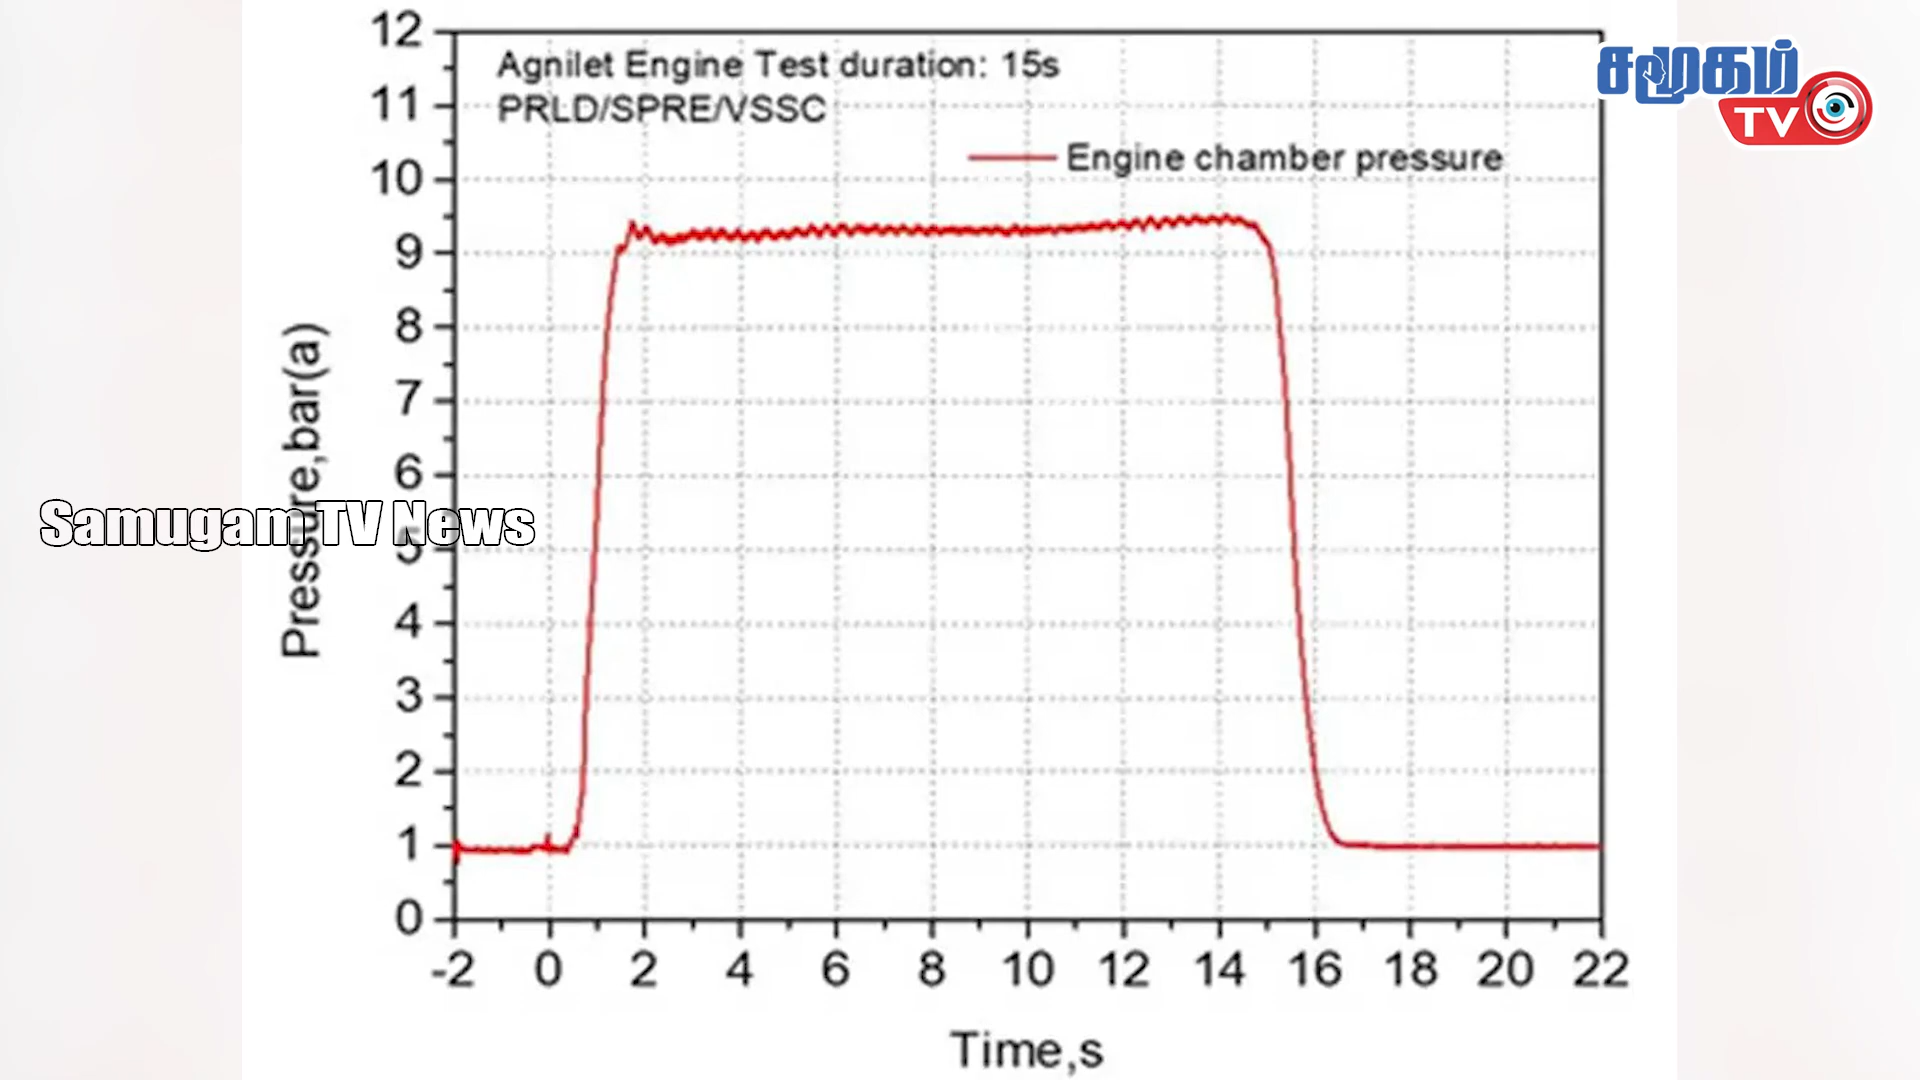 Agnilet Engine Test duration: 15s
PRLD/SPRE/VSSC
Engine chamber pressure
சமூகம்
TV
12
11
10
9
8
7
6
5
4
3
2
1
0
Pressure,bar(a)
Samugam TV News
-2 0 2 4 6 8 10 12 14 16 18 20 22
Time,s